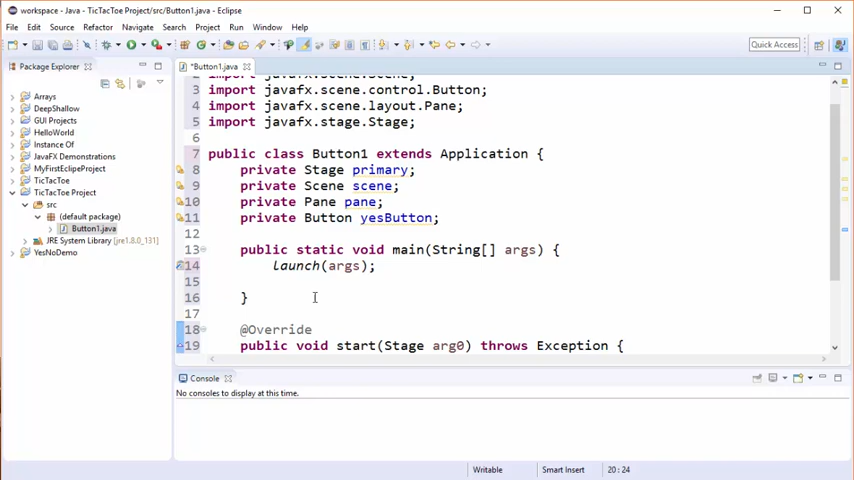 workspace - Java - TicTacToe Project/src/Button1.java - Eclipse
File Edit Source Refactor Navigate Search Project Run Window Help
Quick Access
Package Explorer
*Button1.java
Arrays
DeepShallow
GUI Projects
HelloWorld
Instance Of
JavaFX Demonstrations
MyFirstEclipeProject
TicTacToe
TicTacToe Project
src
(default package)
Button1.java
JRE System Library [jre1.8.0_131]
YesNoDemo
2 import javafx.scene.Scene;
3 import javafx.scene.control.Button;
4 import javafx.scene.layout.Pane;
5 import javafx.stage.Stage;
6
7 public class Button1 extends Application {
8 private Stage primary;
9 private Scene scene;
10 private Pane pane;
11 private Button yesButton;
12
13 public static void main(String[] args) {
14 launch(args);
15
16 }
17
18 @Override
19 public void start(Stage arg0) throws Exception {
Console
No consoles to display at this time.
Writable Smart Insert 20 : 24